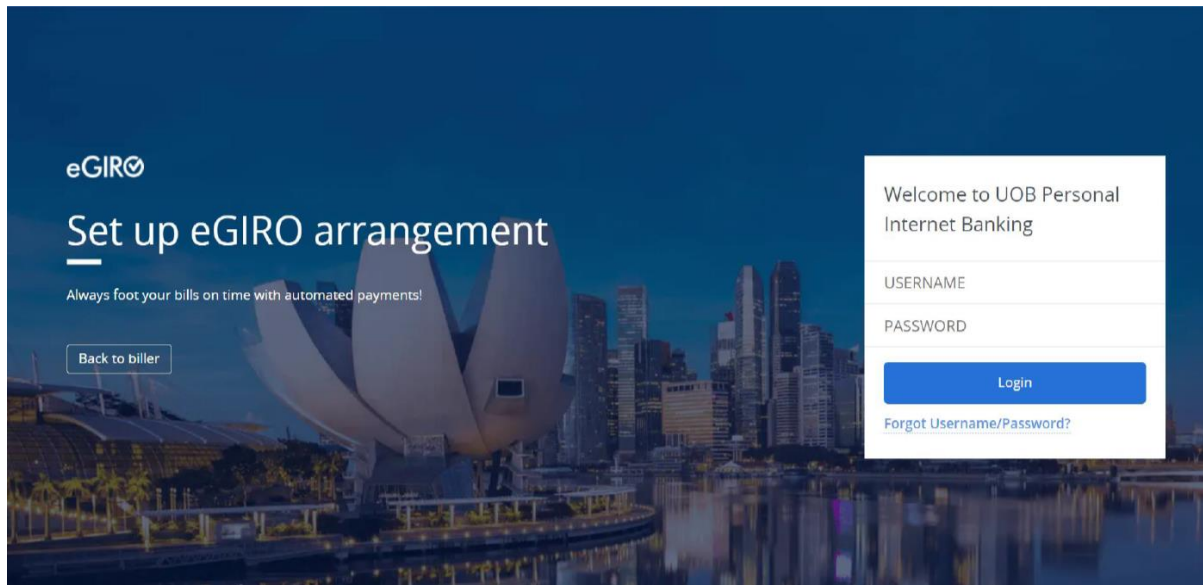 eGIRO
Set up eGIRO arrangement
Always foot your bills on time with automated payments!
Back to biller
Welcome to UOB Personal
Internet Banking
USERNAME
PASSWORD
Login
Forgot Username/Password?